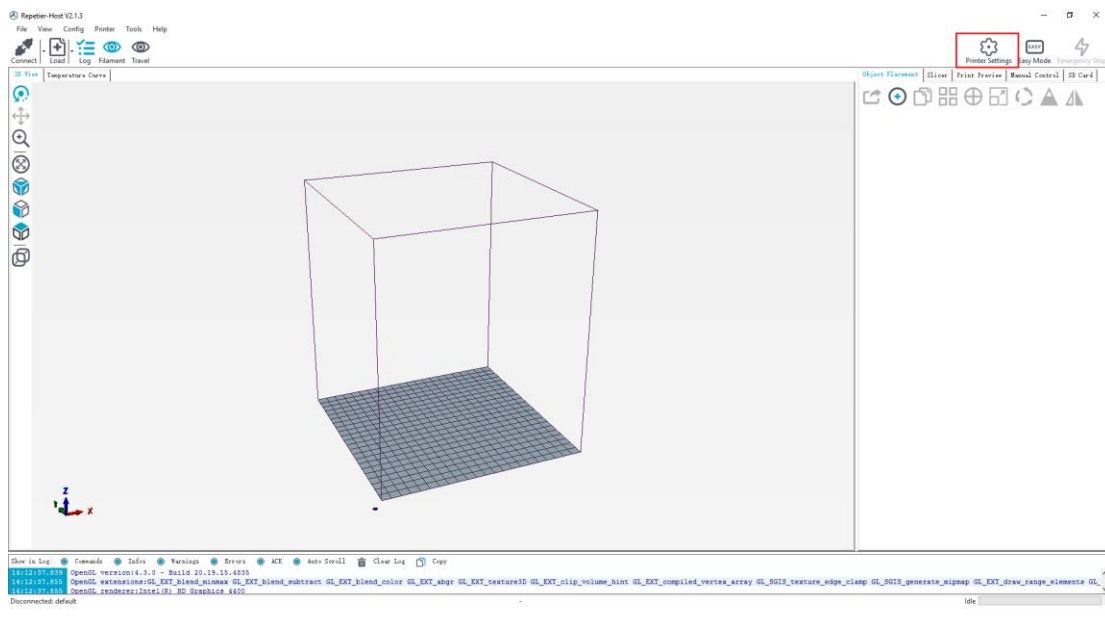 Repetier-Host V2.1.3
File View Config Printer Tools Help
Connect Load Log Filament Travel Printer Settings Easy Mode Emergency Stop
EASY
3D View Temperature Curve Object Placement Slicer Print Preview Manual Control SD Card
Z
Y
X
Show in Log: Commands Infos Warnings Errors ACK Auto Scroll Clear Log Copy
14:12:37.839 OpenGL version:4.3.0 - Build 20.19.15.4835
14:12:37.855 OpenGL extensions:GL_EXT_blend_minmax GL_EXT_blend_subtract GL_EXT_blend_color GL_EXT_abgr GL_EXT_texture3D GL_EXT_clip_volume_hint GL_EXT_compiled_vertex_array GL_SGIS_texture_edge_clamp GL_SGIS_generate_mipmap GL_EXT_draw_range_elements GL_
14:12:37.855 OpenGL renderer:Intel(R) HD Graphics 4400
Disconnected: default - Idle